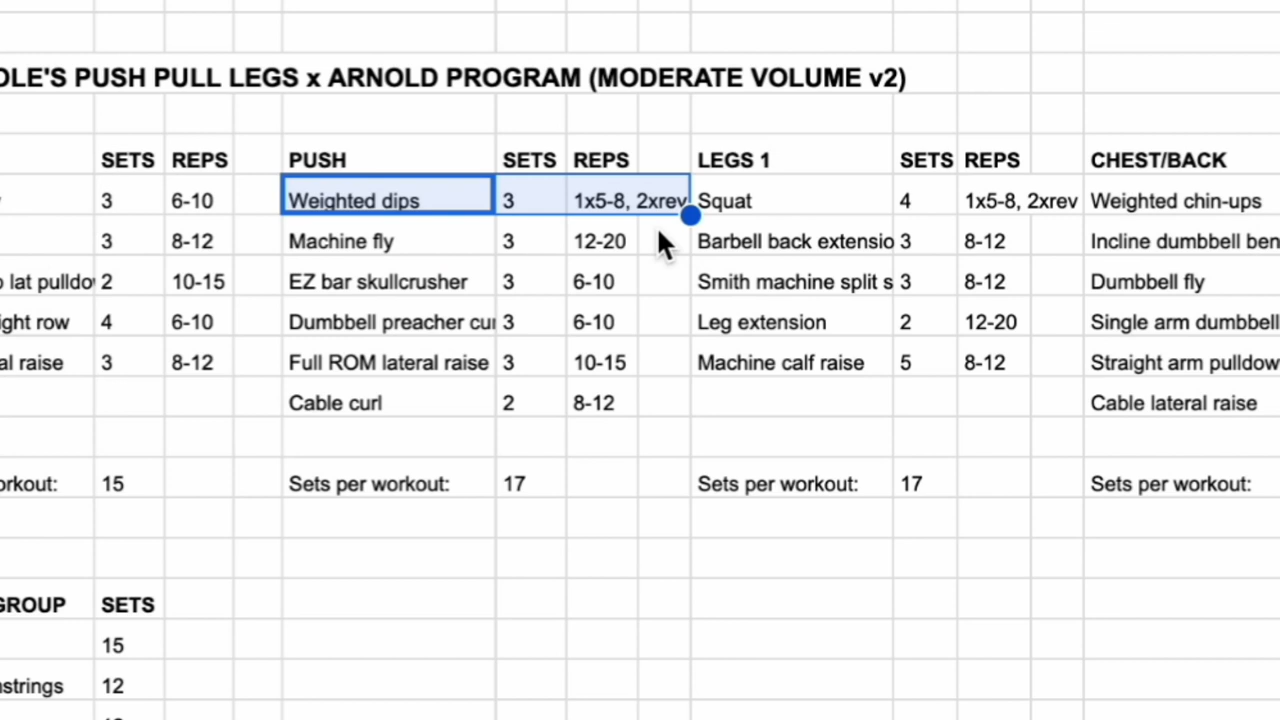 OLE'S PUSH PULL LEGS x ARNOLD PROGRAM (MODERATE VOLUME v2)
SETS REPS PUSH SETS REPS LEGS 1 SETS REPS CHEST/BACK
3 6-10 Weighted dips 3 1x5-8, 2xrev Squat 4 1x5-8, 2xrev Weighted chin-ups
3 8-12 Machine fly 3 12-20 Barbell back extensio 3 8-12 Incline dumbbell ben
lat pulldo 2 10-15 EZ bar skullcrusher 3 6-10 Smith machine split s 3 8-12 Dumbbell fly
ight row 4 6-10 Dumbbell preacher cur 3 6-10 Leg extension 2 12-20 Single arm dumbbell
al raise 3 8-12 Full ROM lateral raise 3 10-15 Machine calf raise 5 8-12 Straight arm pulldow
Cable curl 2 8-12 Cable lateral raise
orkout: 15 Sets per workout: 17 Sets per workout: 17 Sets per workout:
GROUP SETS
15
nstrings 12